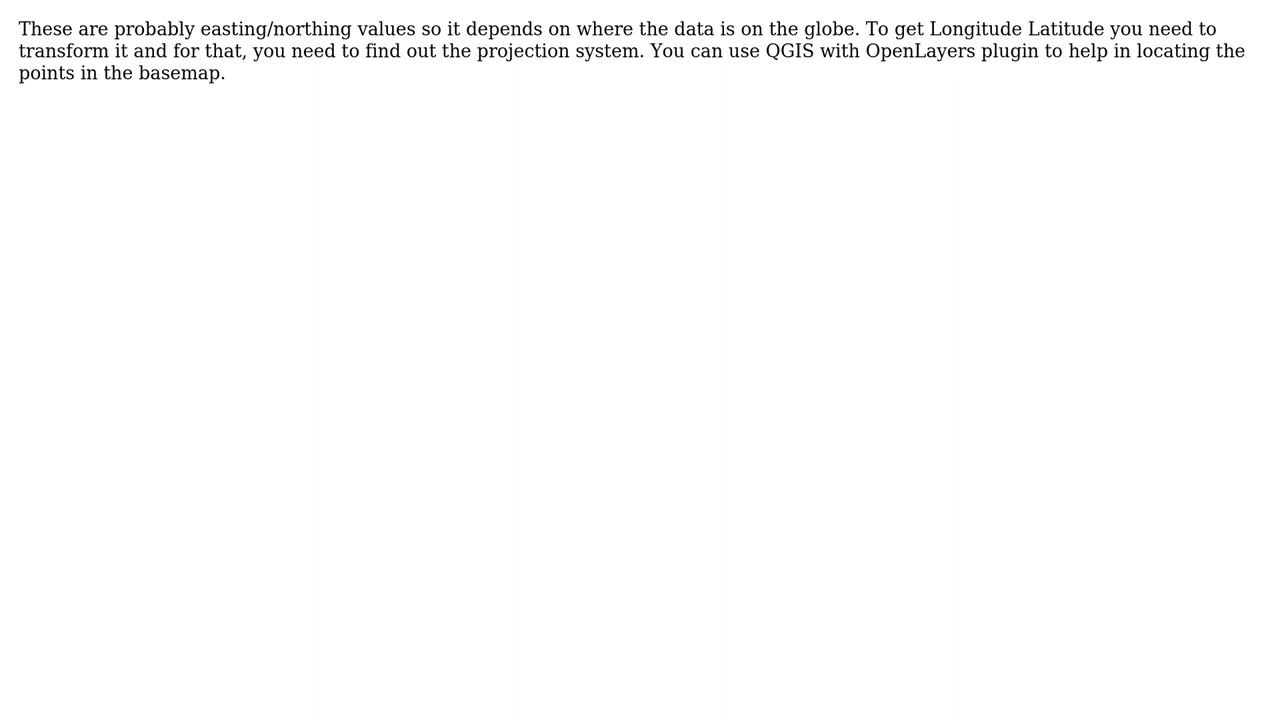 These are probably easting/northing values so it depends on where the data is on the globe. To get Longitude Latitude you need to
transform it and for that, you need to find out the projection system. You can use QGIS with OpenLayers plugin to help in locating the
points in the basemap.